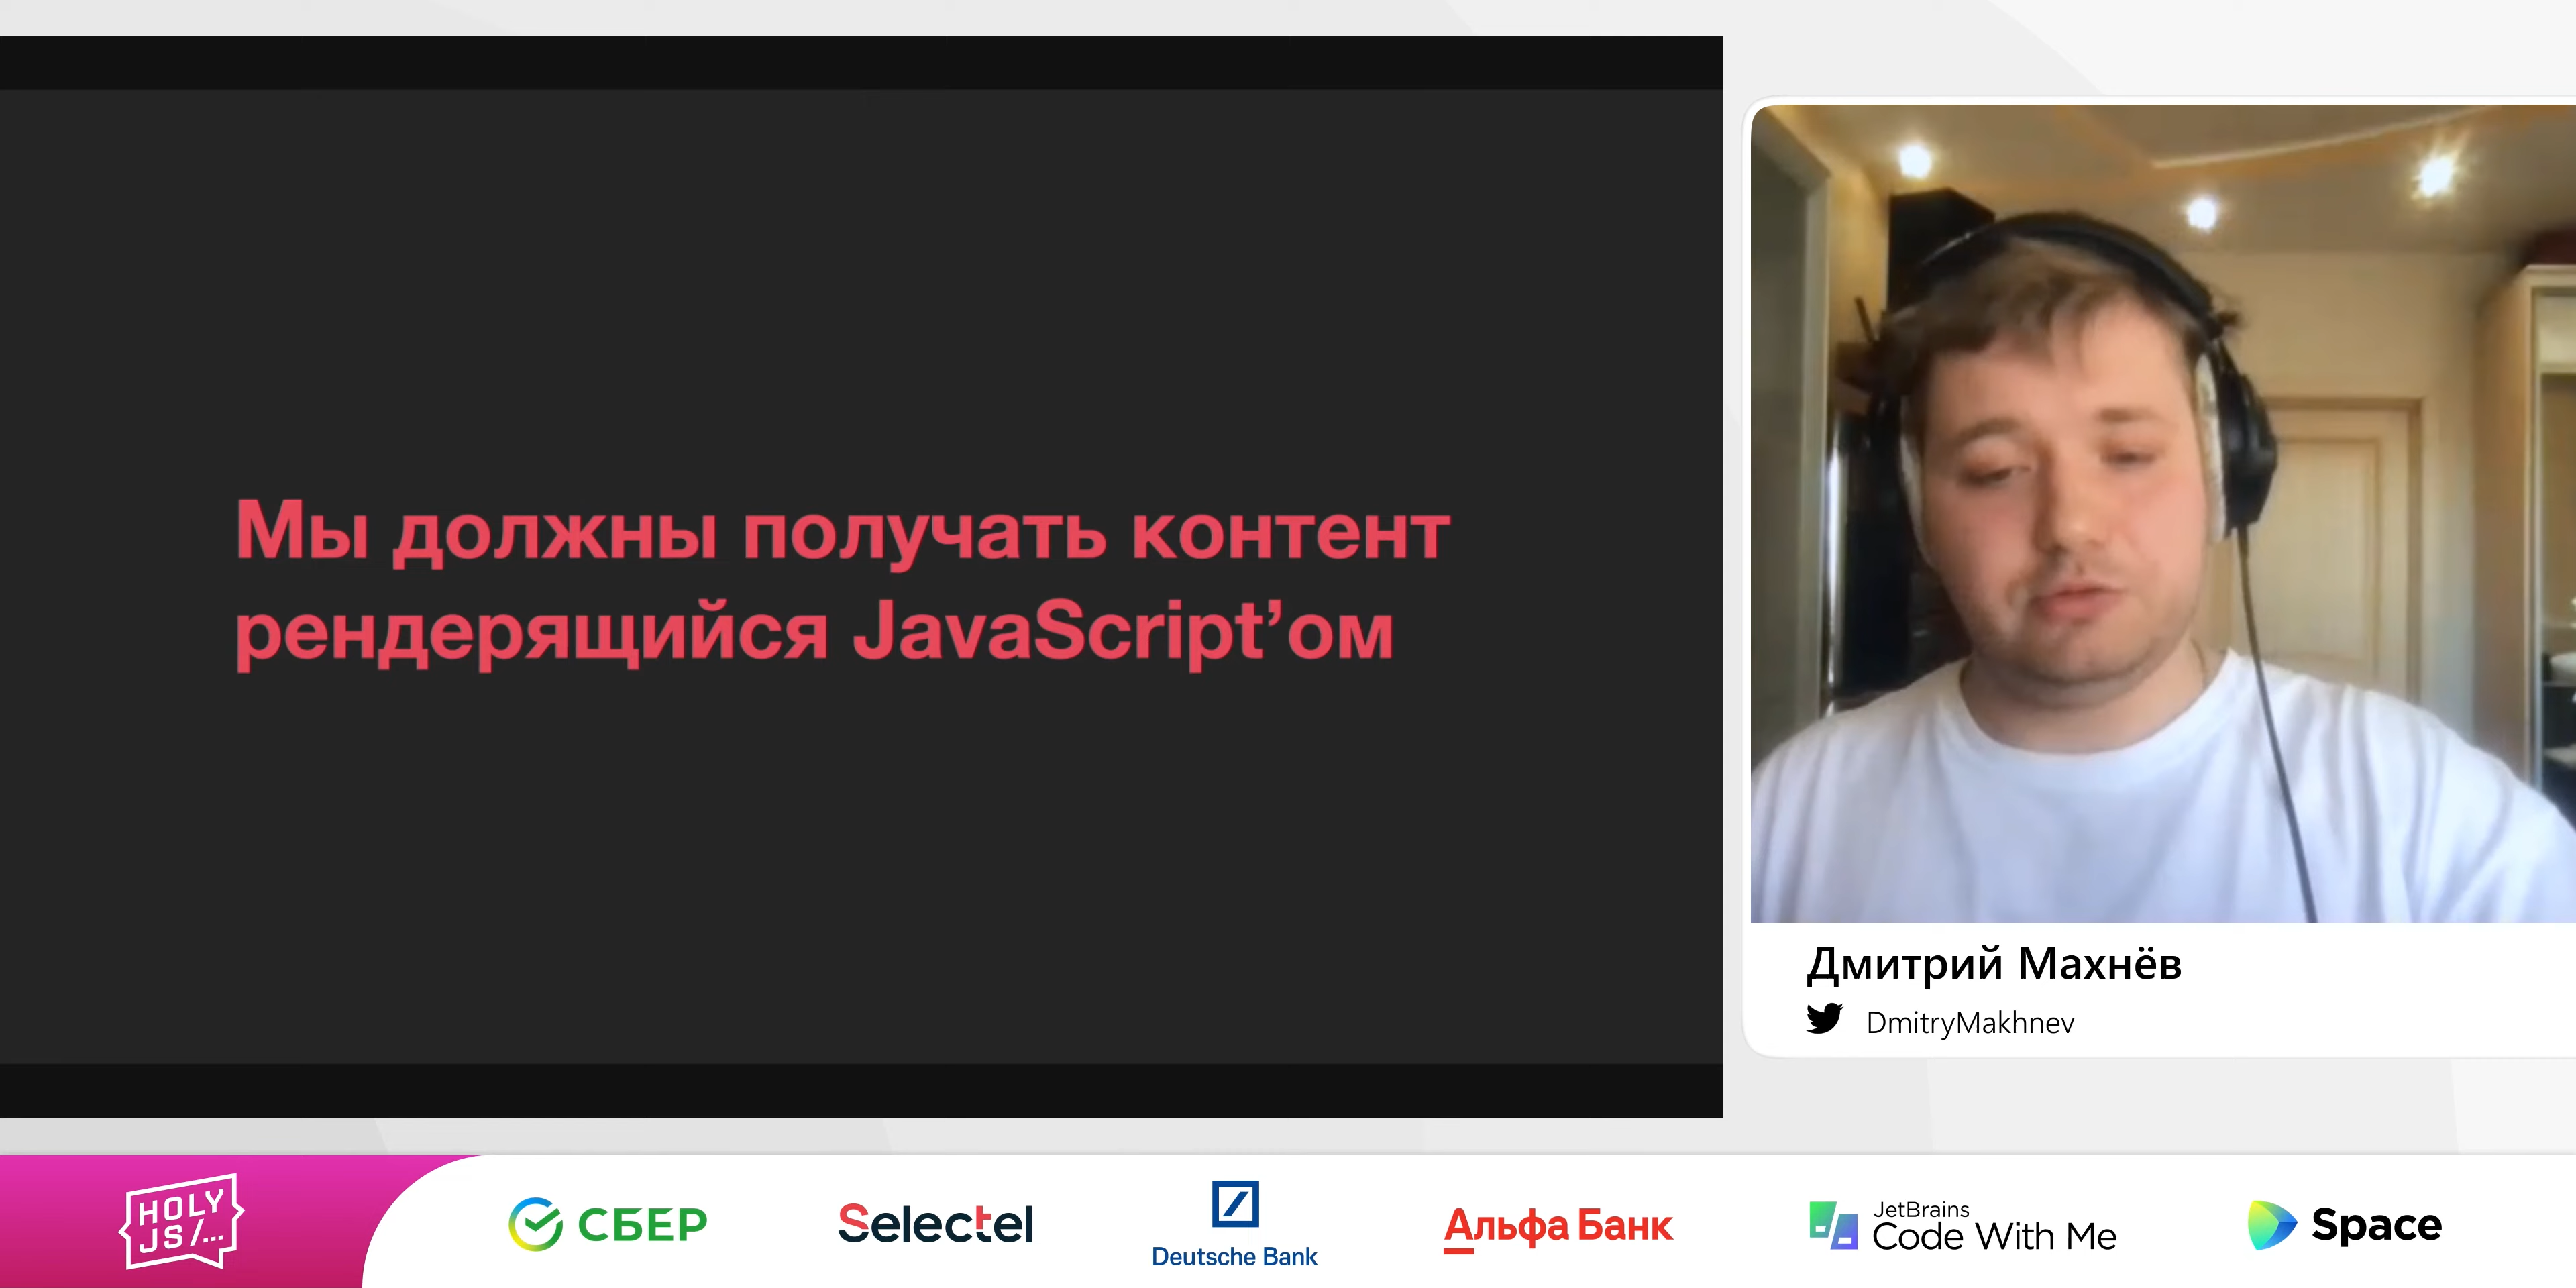 Мы должны получать контент
рендерящийся JavaScript’ом
Дмитрий Махнёв
DmitryMakhnev
HOLY
JS/...
СБЕР
Selectel
Deutsche Bank
Альфа Банк
JetBrains
Code With Me
Space